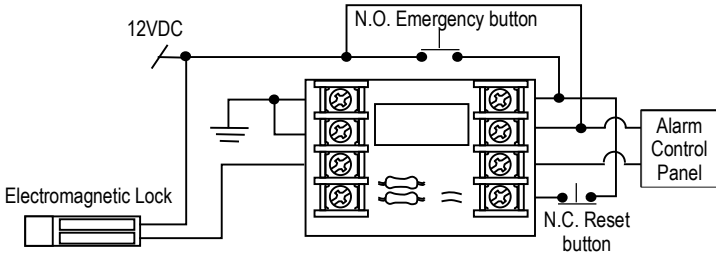 N.O. Emergency button
12VDC
Alarm
Control
Panel
Electromagnetic Lock
N.C. Reset
button